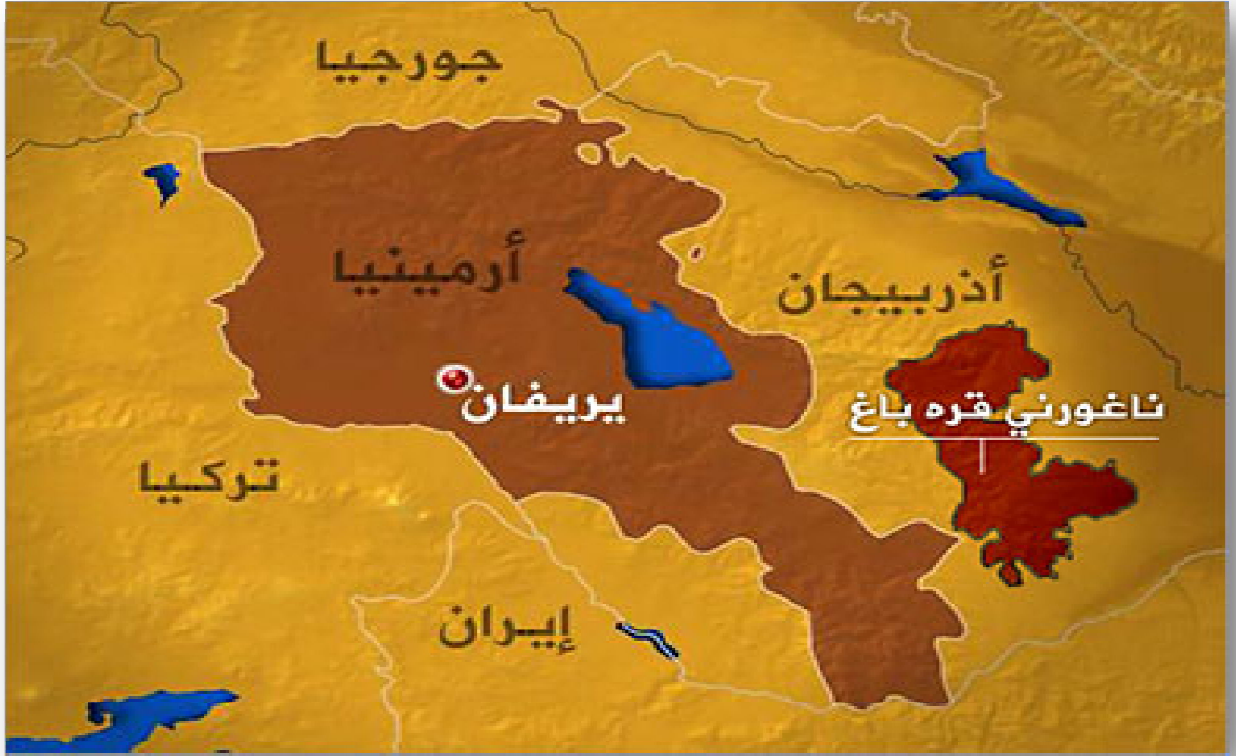 جورجيا
أرمينيا
أذربيجان
يريفان
ناغورني قره باغ
تركيا
إيران